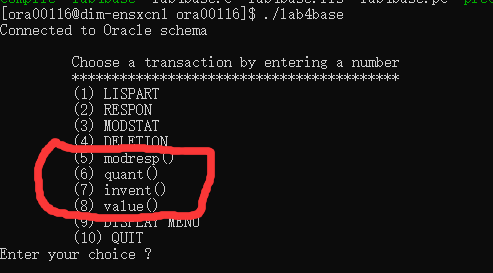 [ora00116@dim-ensxcn1 ora00116]$ ./lab4base
Connected to Oracle schema
Choose a transaction by entering a number
*****************************************
(1) LISPART
(2) RESPON
(3) MODSTAT
(4) DELETION
(5) modresp()
(6) quant()
(7) invent()
(8) value()
(9) DISPLAY MENU
(10) QUIT
Enter your choice ?